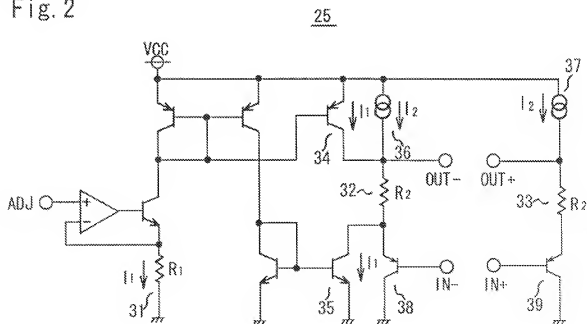 Fig. 2
25
VCC
37
I1
I2
I2
34
36
OUT-
OUT+
ADJ
+
-
32
R2
33
R2
I1
R1
I1
IN-
IN+
31
35
38
39